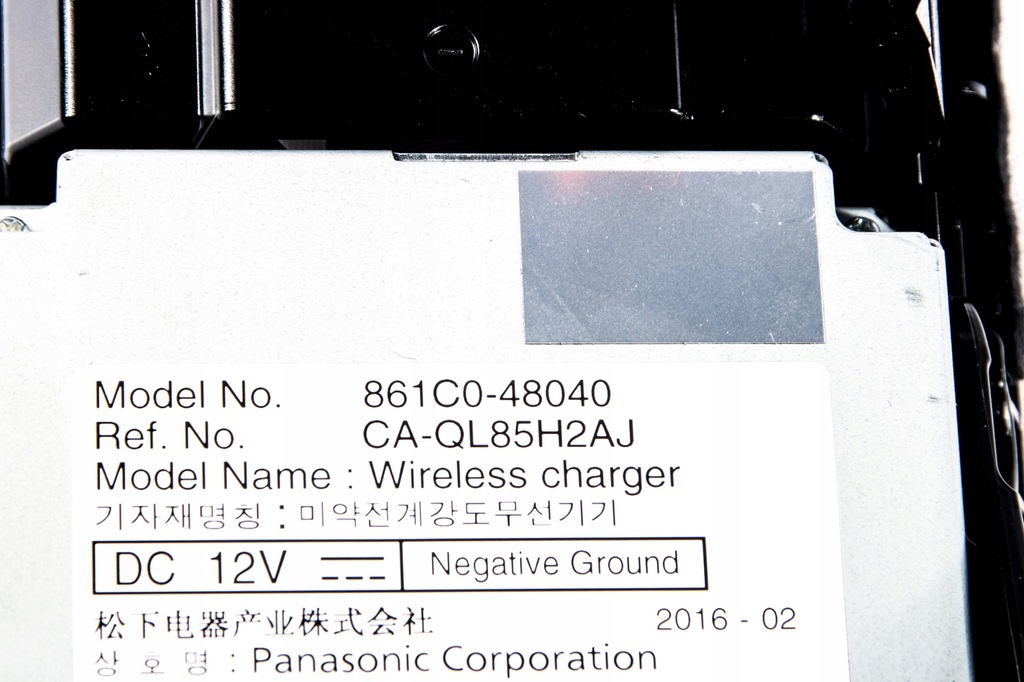 Model No. 861C0-48040
Ref. No. CA-QL85H2AJ
Model Name : Wireless charger
기자재명칭 : 미약전계강도무선기기
DC 12V Negative Ground
松下电器产业株式会社 2016 - 02
상 호 명 : Panasonic Corporation